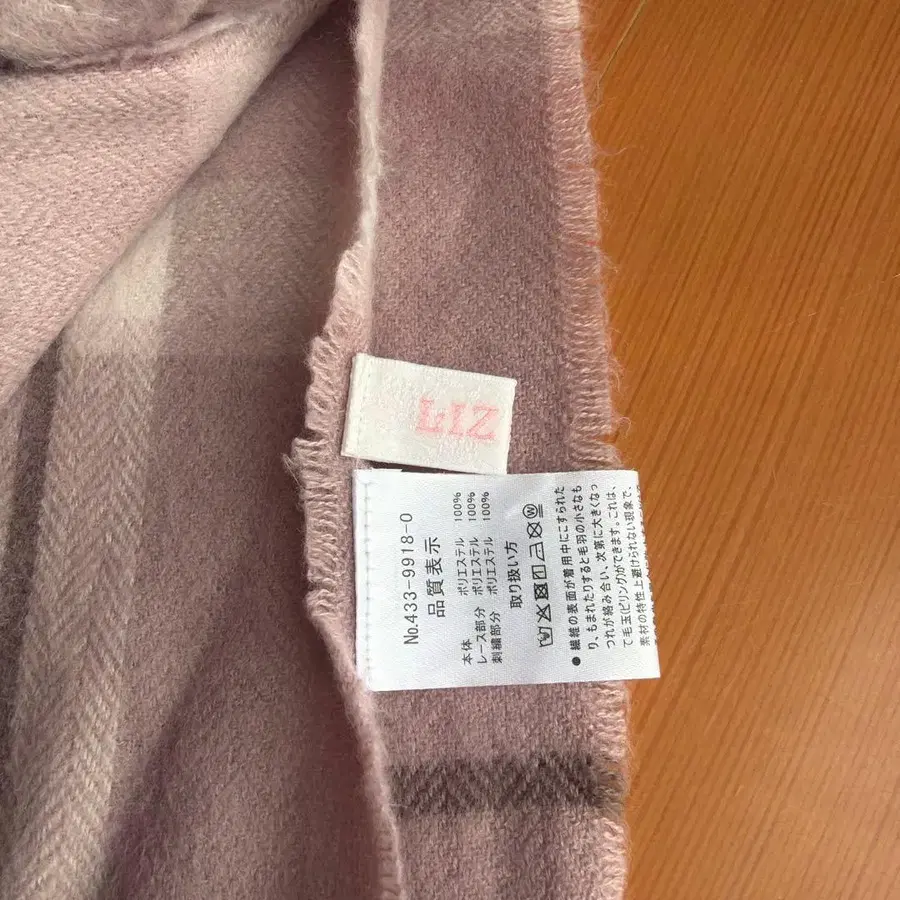 LIZ
No.433-9918-0
品質表示
本体 ポリエステル 100%
レース部分 ポリエステル 100%
刺繍部分 ポリエステル 100%
取り扱い方
● 繊維の表面が着用中にこすられた
り、もまれたりすると毛羽の小さなも
つれが絡み合い、次第に大きくなっ
て毛玉(ピリング)ができます。これは、
素材の特性上避けられない現象で、